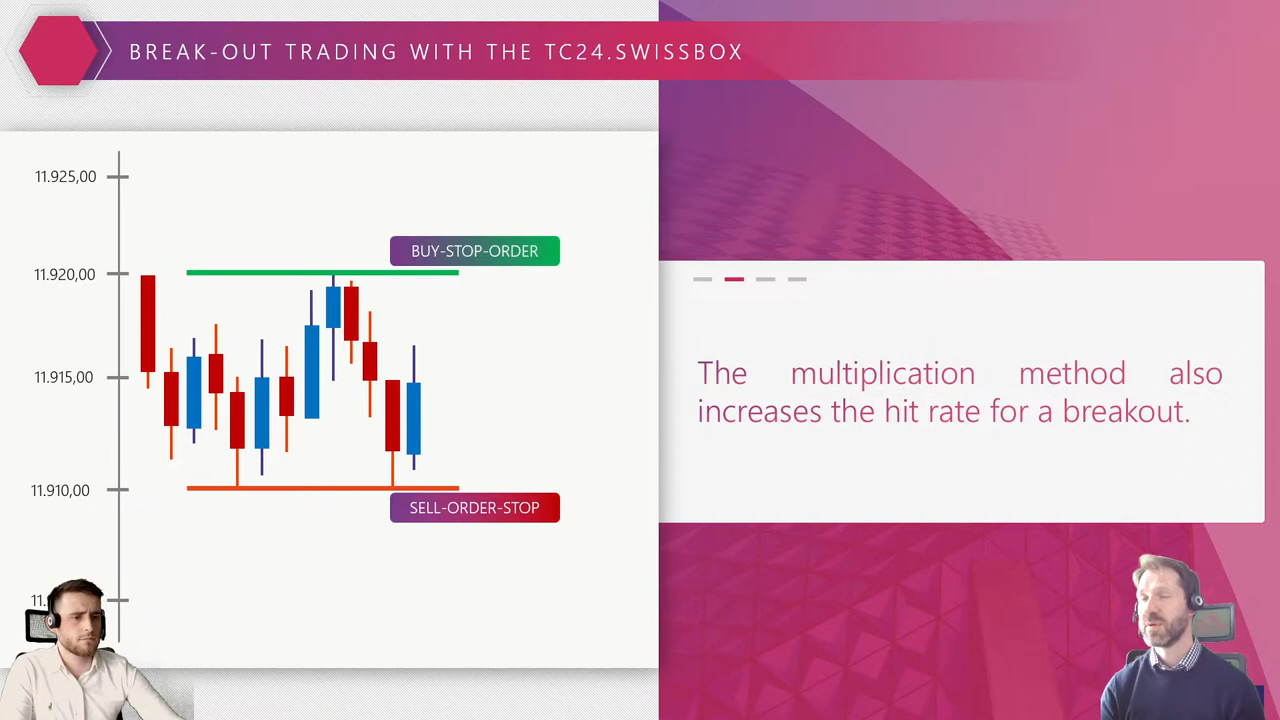 BREAK-OUT TRADING WITH THE TC24.SWISSBOX
11.925,00
BUY-STOP-ORDER
11.920,00
11.915,00
11.910,00
SELL-ORDER-STOP
The multiplication method also
increases the hit rate for a breakout.